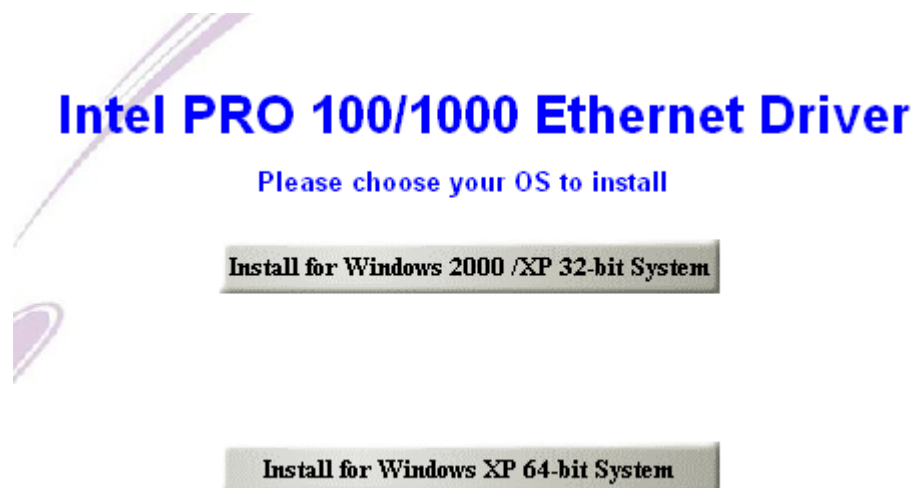 Intel PRO 100/1000 Ethernet Driver
Please choose your OS to install
Install for Windows 2000 /XP 32-bit System
Install for Windows XP 64-bit System